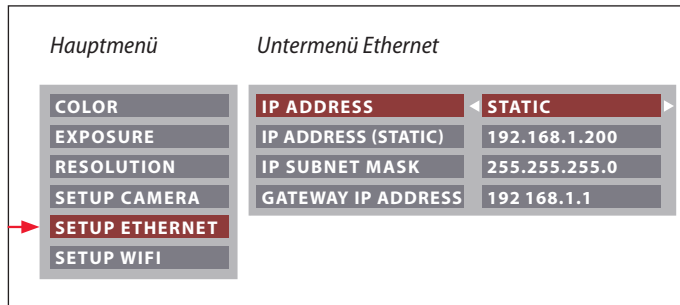 Hauptmenü
COLOR
EXPOSURE
RESOLUTION
SETUP CAMERA
SETUP ETHERNET
SETUP WIFI
Untermenü Ethernet
IP ADDRESS STATIC
IP ADDRESS (STATIC) 192.168.1.200
IP SUBNET MASK 255.255.255.0
GATEWAY IP ADDRESS 192 168.1.1